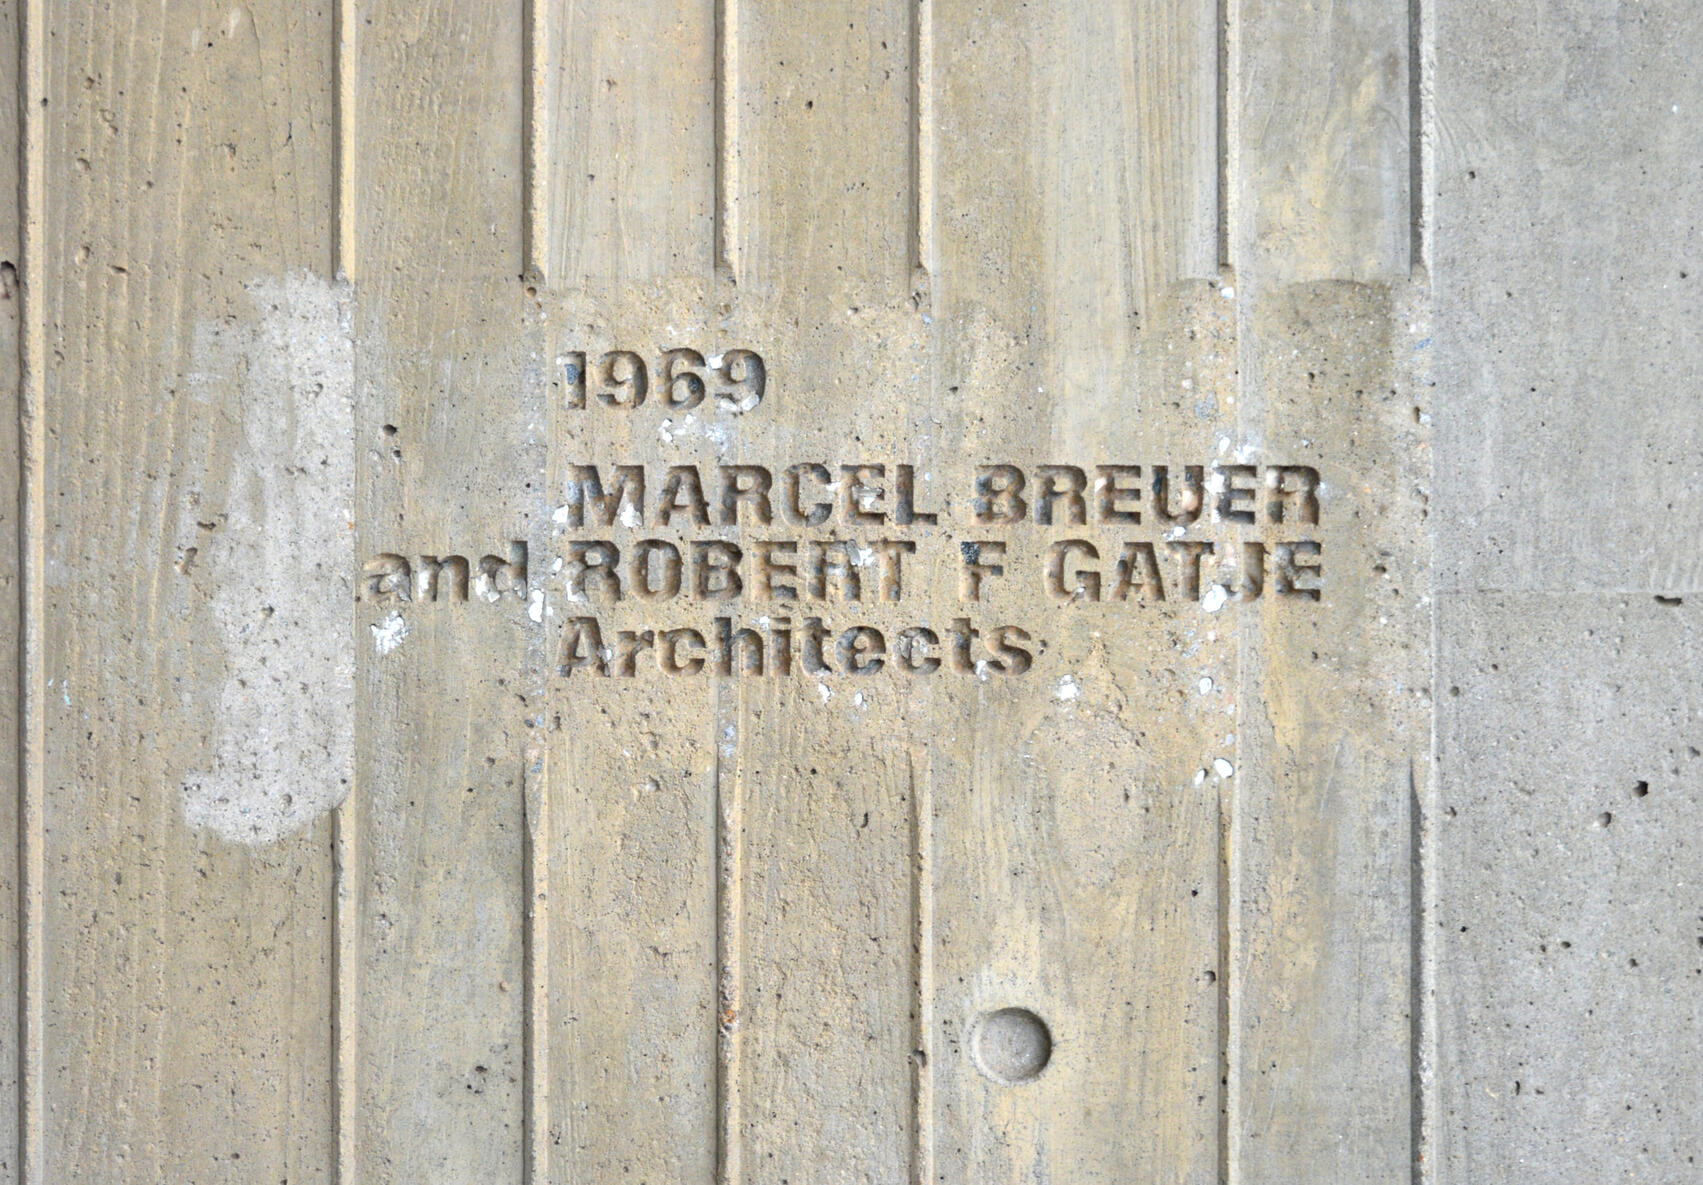 1969
MARCEL BREUER
and ROBERT F GATJE
Architects